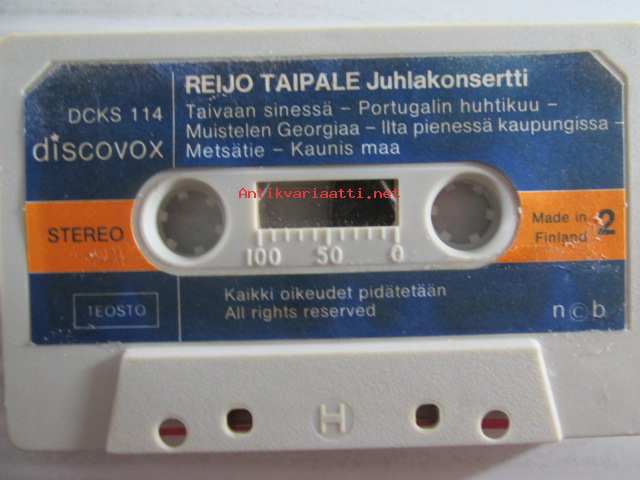 REIJO TAIPALE Juhlakonsertti
DCKS 114
Taivaan sinessä – Portugalin huhtikuu –
Muistelen Georgiaa – Ilta pienessä kaupungissa –
Metsätie – Kaunis maa
discovox
Antikvariaatti.net
STEREO
100 50 0
Made in
Finland
2
TEOSTO
Kaikki oikeudet pidätetään
All rights reserved
n©b
H